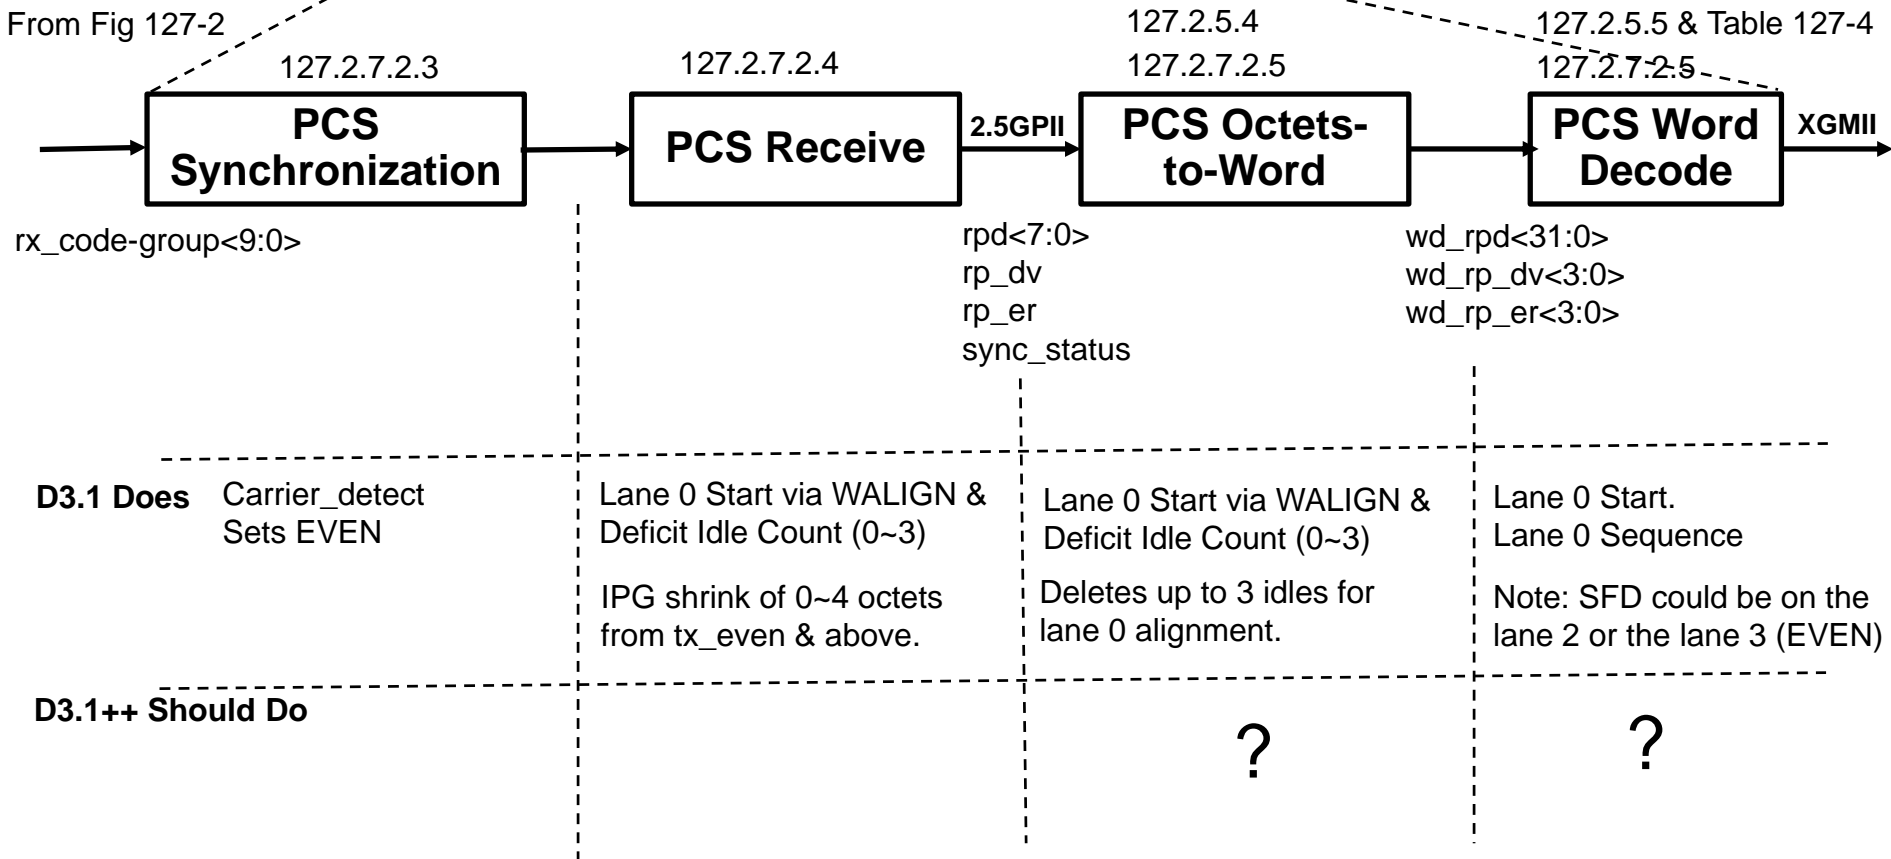 From Fig 127-2
127.2.5.4
127.2.5.5 & Table 127-4
127.2.7.2.3
127.2.7.2.4
127.2.7.2.5
127.2.7.2.5
PCS
Synchronization
PCS Receive
2.5GPII
PCS Octets-
to-Word
PCS Word
Decode
XGMII
rx_code-group<9:0>
rpd<7:0>
rp_dv
rp_er
sync_status
wd_rpd<31:0>
wd_rp_dv<3:0>
wd_rp_er<3:0>
D3.1 Does
Carrier_detect
Sets EVEN
Lane 0 Start via WALIGN &
Deficit Idle Count (0~3)
IPG shrink of 0~4 octets
from tx_even & above.
Lane 0 Start via WALIGN &
Deficit Idle Count (0~3)
Deletes up to 3 idles for
lane 0 alignment.
Lane 0 Start.
Lane 0 Sequence
Note: SFD could be on the
lane 2 or the lane 3 (EVEN)
D3.1++ Should Do
?
?